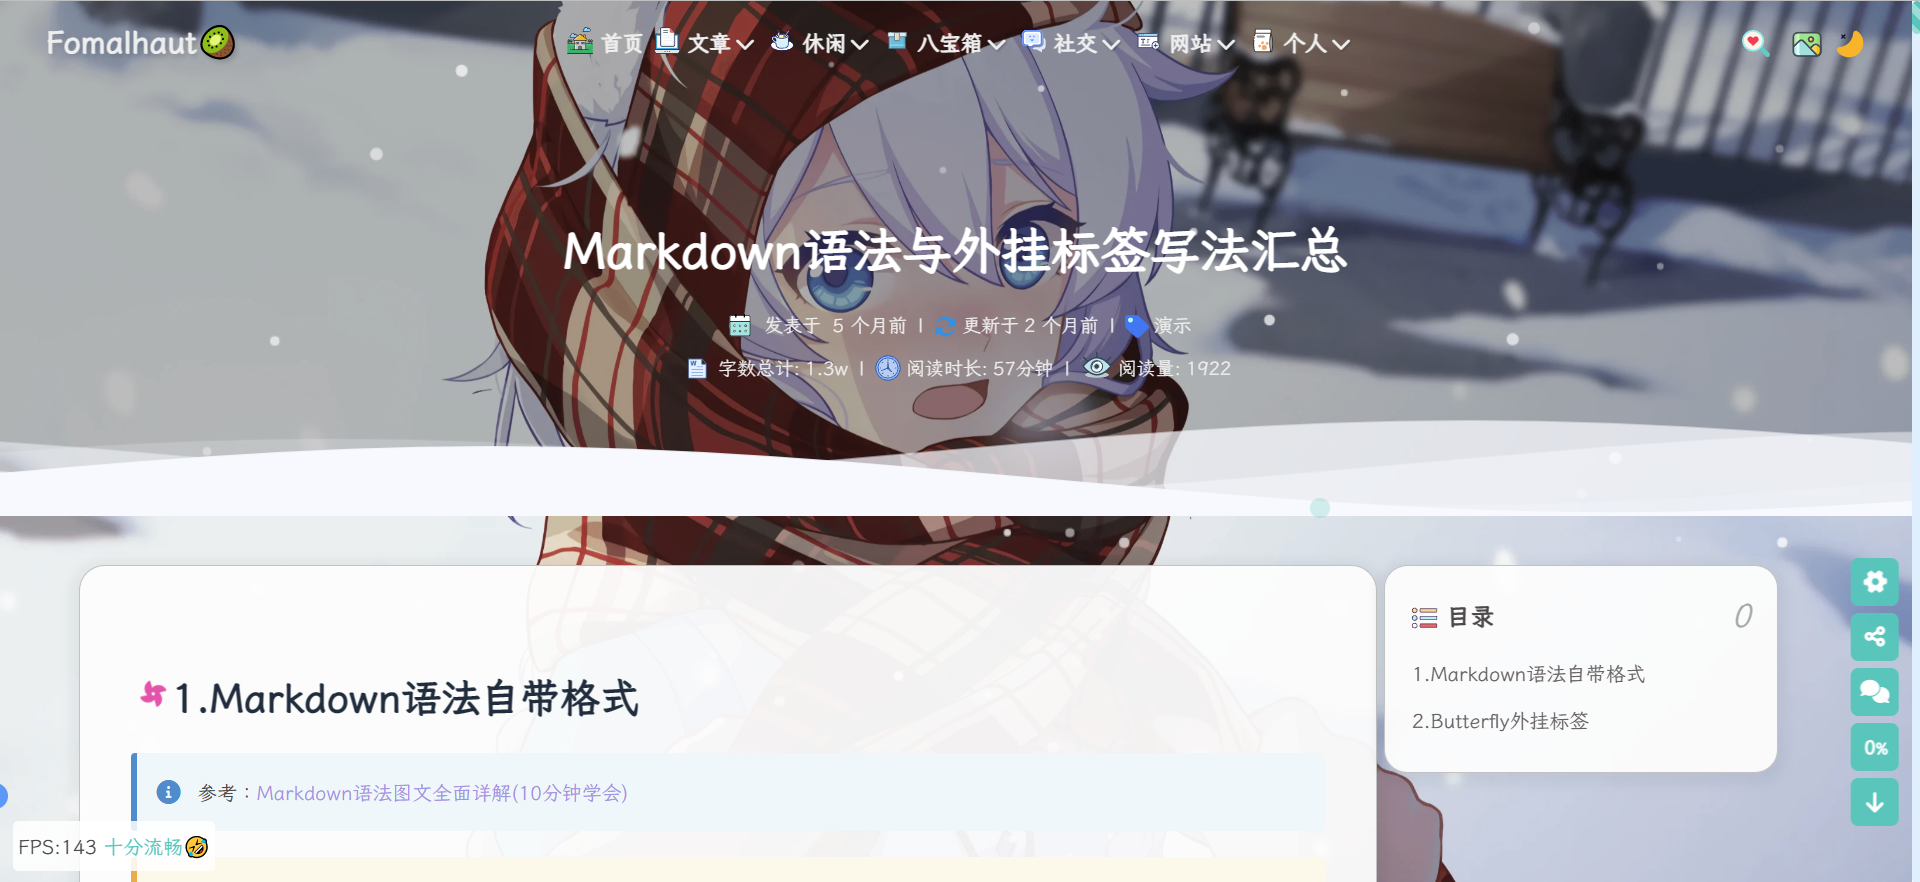 Fomalhaut
首页 文章 休闲 八宝箱 社交 网站 个人
Markdown语法与外挂标签写法汇总
发表于 5 个月前 | 更新于 2 个月前 | 演示
字数总计: 1.3w | 阅读时长: 57分钟 | 阅读量: 1922
1.Markdown语法自带格式
参考：Markdown语法图文全面详解(10分钟学会)
目录 0
1.Markdown语法自带格式
2.Butterfly外挂标签
0%
FPS:143 十分流畅🤣